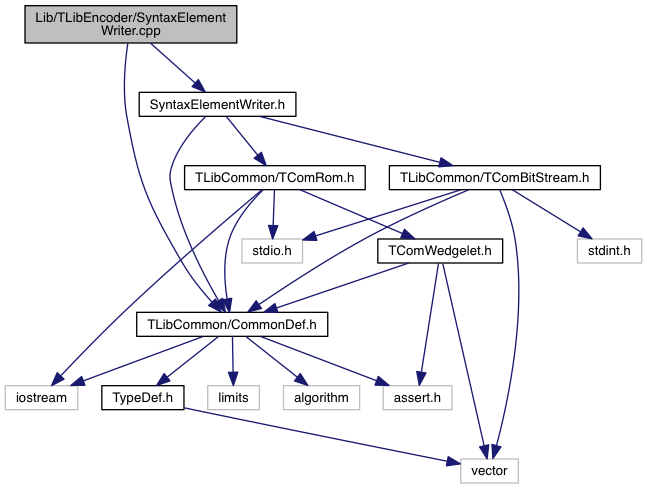 Lib/TLibEncoder/SyntaxElement
Writer.cpp
SyntaxElementWriter.h
TLibCommon/TComRom.h
TLibCommon/TComBitStream.h
stdio.h
TComWedgelet.h
stdint.h
TLibCommon/CommonDef.h
iostream
TypeDef.h
limits
algorithm
assert.h
vector